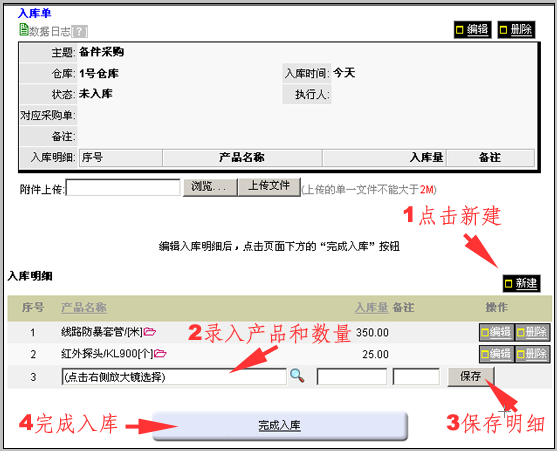 入库单
数据日志[?]
编辑 删除
主题: 备件采购
仓库: 1号仓库 入库时间: 今天
状态: 未入库 执行人:
对应采购单:
备注:
入库明细: 序号 产品名称 入库量 备注
附件上传: 浏览... 上传文件 (上传的单一文件不能大于2M)
1点击新建
编辑入库明细后，点击页面下方的“完成入库”按钮
入库明细
新建
序号 产品名称 入库量 备注 操作
1 线路防暴套管/[米] 350.00 编辑 删除
2录入产品和数量
2 红外探头/KL900[个] 25.00 编辑 删除
3 (点击右侧放大镜选择) 保存
4完成入库
完成入库
3保存明细